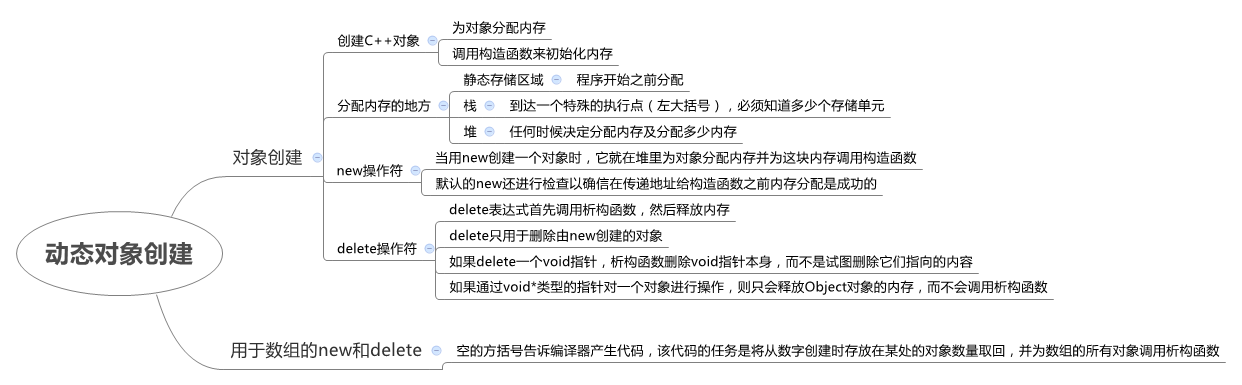 动态对象创建
对象创建
创建C++对象
为对象分配内存
调用构造函数来初始化内存
分配内存的地方
静态存储区域
程序开始之前分配
栈
到达一个特殊的执行点（左大括号），必须知道多少个存储单元
堆
任何时候决定分配内存及分配多少内存
new操作符
当用new创建一个对象时，它就在堆里为对象分配内存并为这块内存调用构造函数
默认的new还进行检查以确信在传递地址给构造函数之前内存分配是成功的
delete操作符
delete表达式首先调用析构函数，然后释放内存
delete只用于删除由new创建的对象
如果delete一个void指针，析构函数删除void指针本身，而不是试图删除它们指向的内容
如果通过void*类型的指针对一个对象进行操作，则只会释放Object对象的内存，而不会调用析构函数
用于数组的new和delete
空的方括号告诉编译器产生代码，该代码的任务是将从数字创建时存放在某处的对象数量取回，并为数组的所有对象调用析构函数